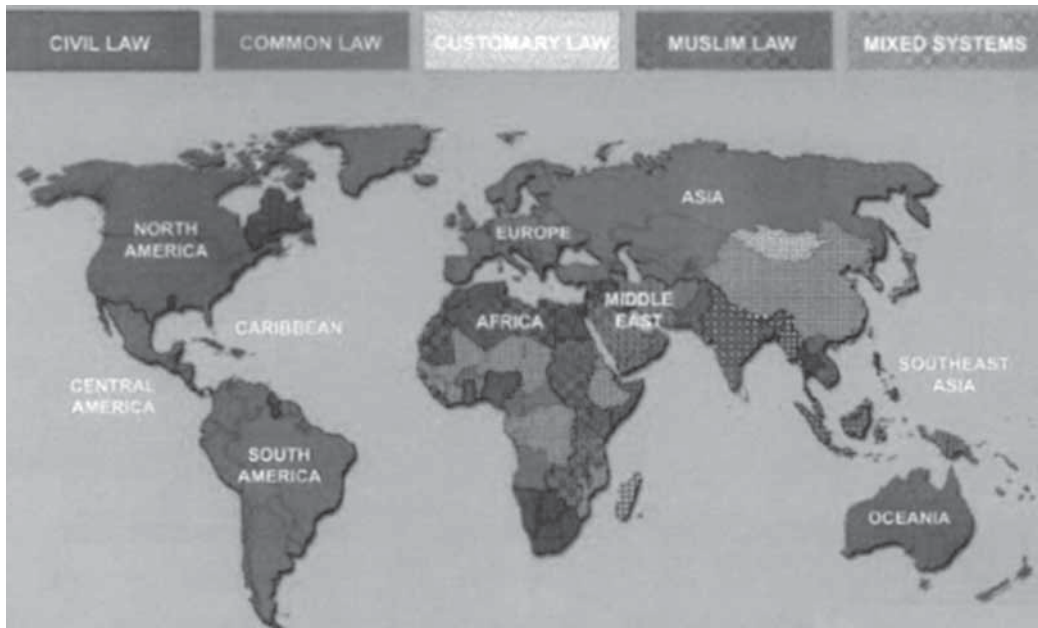 CIVIL LAW
COMMON LAW
CUSTOMARY LAW
MUSLIM LAW
MIXED SYSTEMS
NORTH
AMERICA
EUROPE
ASIA
CARIBBEAN
AFRICA
MIDDLE
EAST
CENTRAL
AMERICA
SOUTHEAST
ASIA
SOUTH
AMERICA
OCEANIA